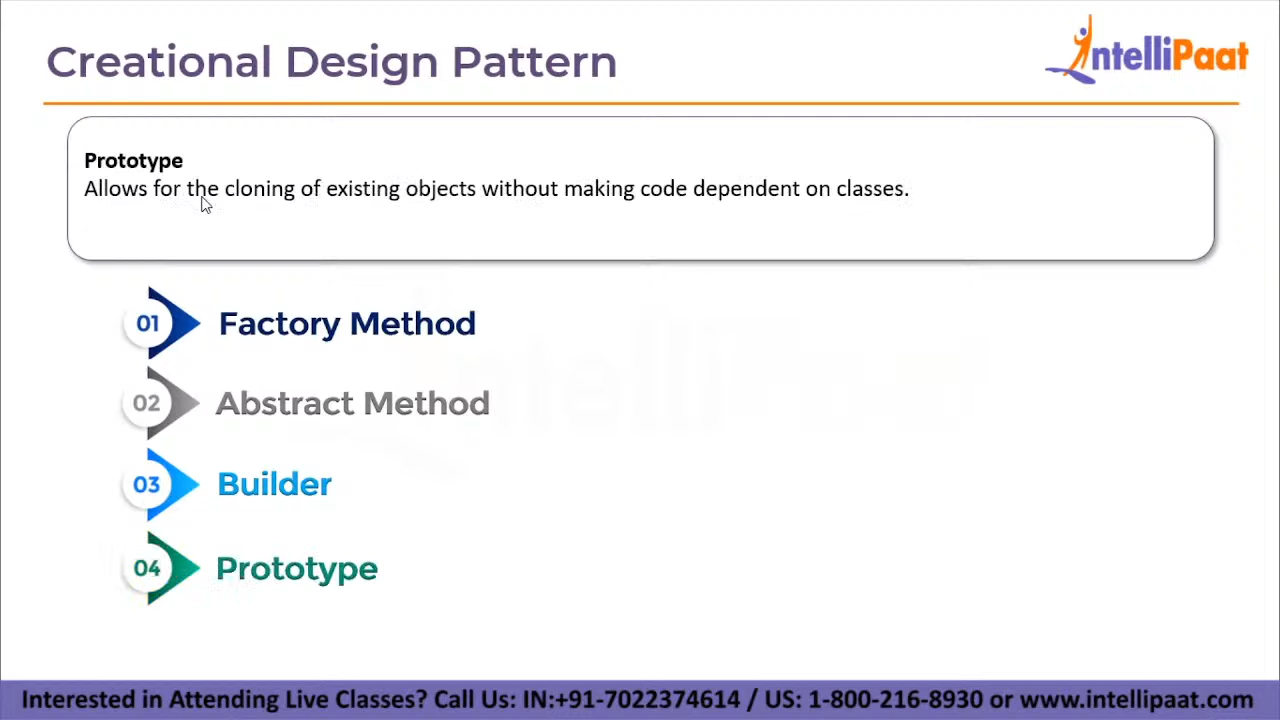 Creational Design Pattern
IntelliPaat
Prototype
Allows for the cloning of existing objects without making code dependent on classes.
01 Factory Method
02 Abstract Method
03 Builder
04 Prototype
Interested in Attending Live Classes? Call Us: IN:+91-7022374614 / US: 1-800-216-8930 or www.intellipaat.com